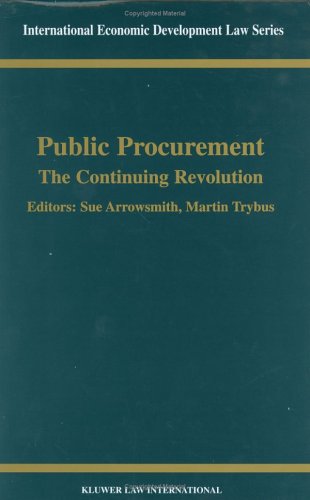 International Economic Development Law Series
Public Procurement
The Continuing Revolution
Editors: Sue Arrowsmith, Martin Trybus
KLUWER LAW INTERNATIONAL